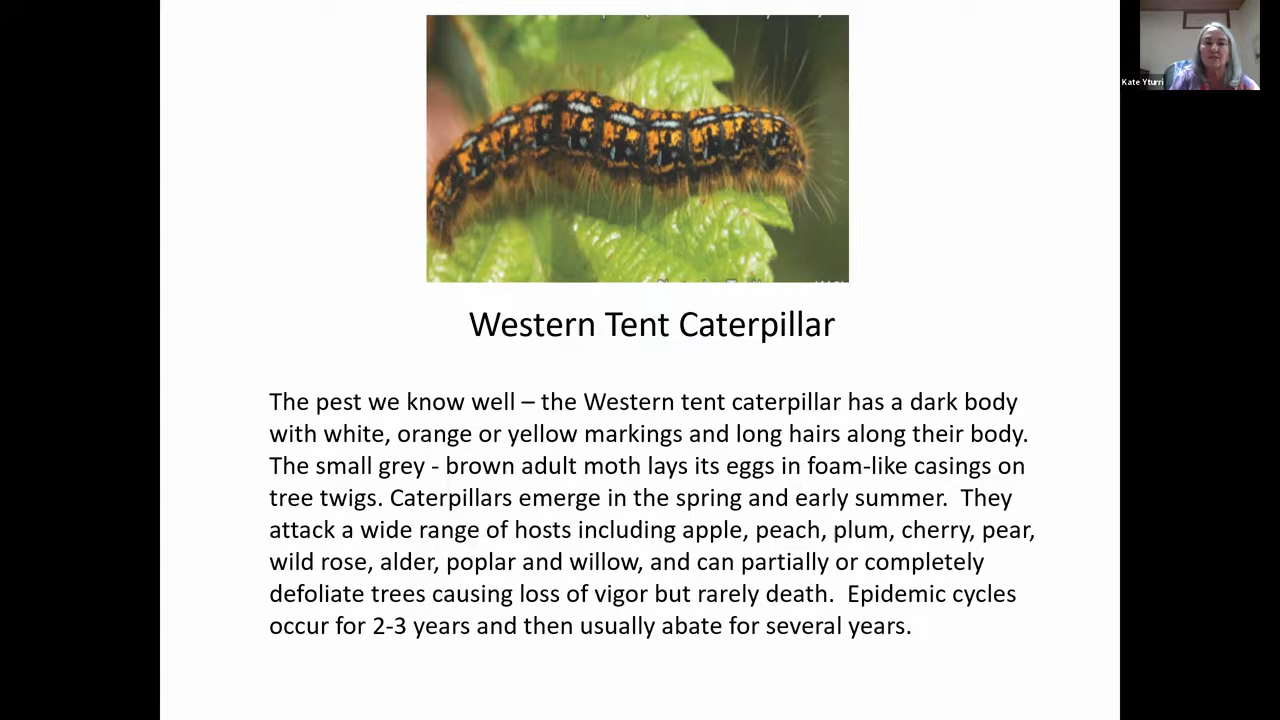 Kate Yturri
Western Tent Caterpillar
The pest we know well – the Western tent caterpillar has a dark body
with white, orange or yellow markings and long hairs along their body.
The small grey - brown adult moth lays its eggs in foam-like casings on
tree twigs. Caterpillars emerge in the spring and early summer.  They
attack a wide range of hosts including apple, peach, plum, cherry, pear,
wild rose, alder, poplar and willow, and can partially or completely
defoliate trees causing loss of vigor but rarely death.  Epidemic cycles
occur for 2-3 years and then usually abate for several years.